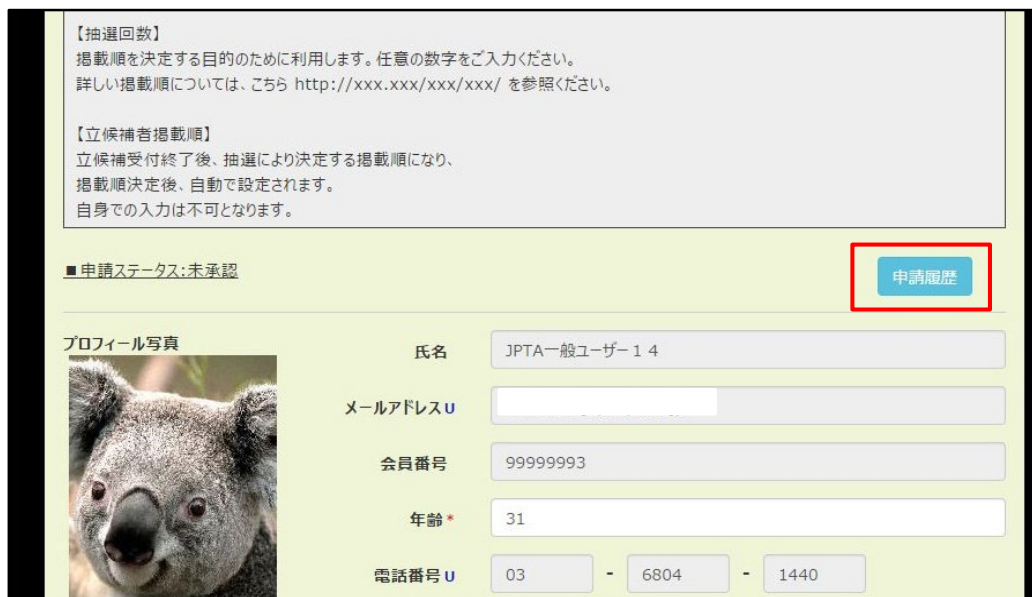 【抽選回数】
掲載順を決定する目的のために利用します。任意の数字をご入力ください。
詳しい掲載順については、こちら http://xxx.xxx/xxx/xxx/ を参照ください。
【立候補者掲載順】
立候補受付終了後、抽選により決定する掲載順になり、
掲載順決定後、自動で設定されます。
自身での入力は不可となります。
■申請ステータス:未承認
申請履歴
プロフィール写真
氏名 JPTA一般ユーザー１４
メールアドレスU
会員番号 99999993
年齢* 31
電話番号U 03 - 6804 - 1440